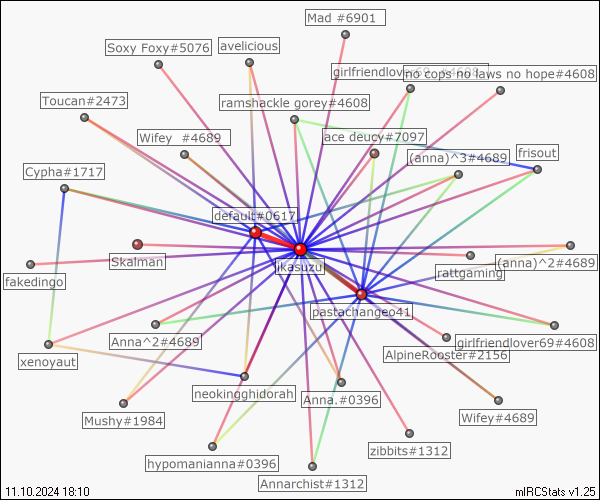 Mad #6901
Soxy Foxy#5076
avelicious
no cops no laws no hope#4608
Toucan#2473
ramshackle gorey#4608
Wifey #4689
ace deucy#7097
(anna)^3#4689
frisout
Cypha#1717
default#0617
Skalman
ikasuzu
rattgaming
(anna)^2#4689
fakedingo
pastachangeo41
Anna^2#4689
girlfriendlover69#4608
xenoyaut
AlpineRooster#2156
neokingghidorah
Anna.#0396
Mushy#1984
Wifey#4689
zibbits#1312
hypomanianna#0396
Annarchist#1312
11.10.2024 18:10
mIRCStats v1.25